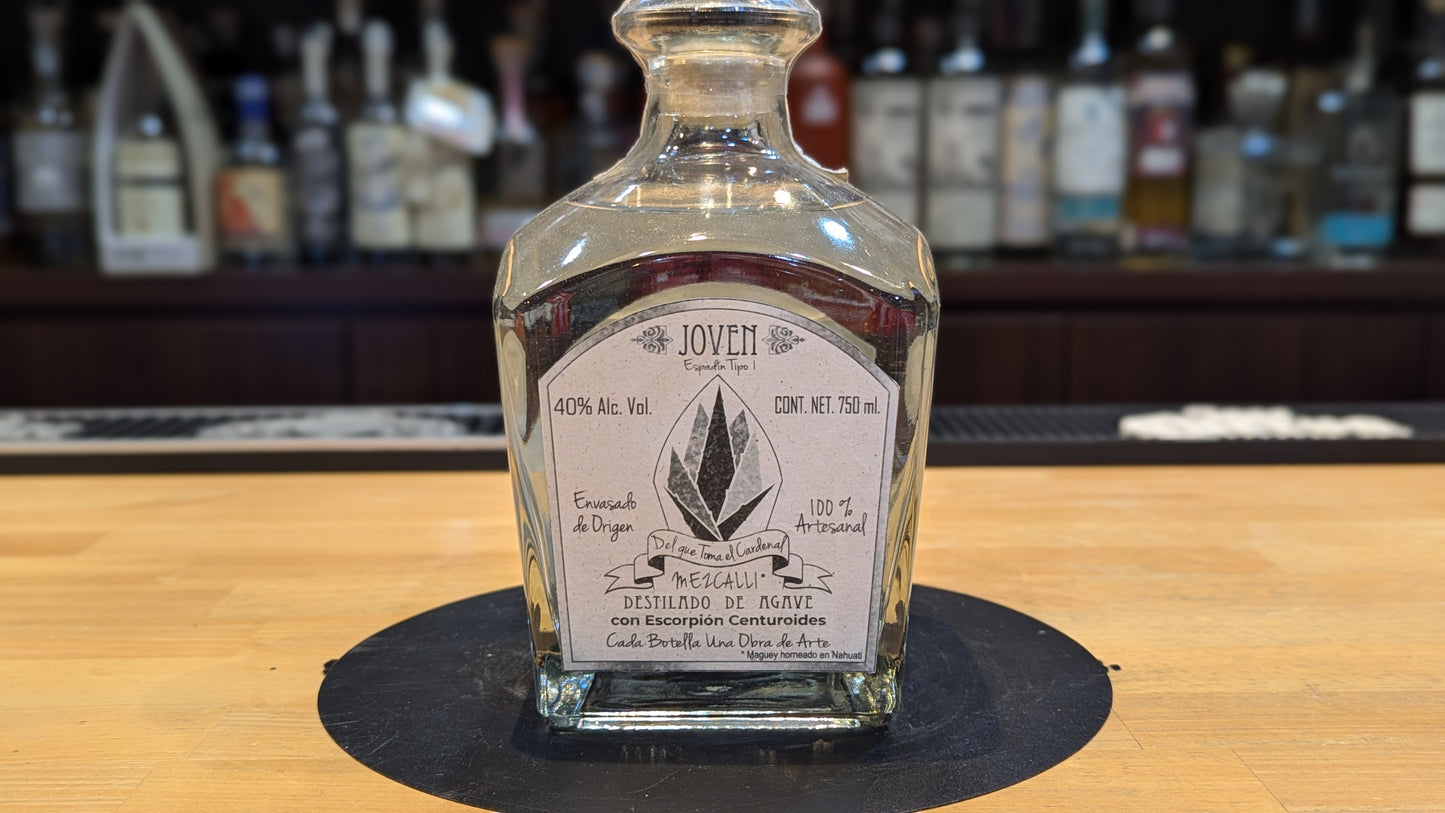 JOVEN
Espadín Tipo 1
40% Alc. Vol.
CONT. NET. 750 ml.
Envasado
de Origen
100 %
Artesanal
Del que Toma el Cardenal
MEZCALLI*
DESTILADO DE AGAVE
con Escorpión Centuroides
Cada Botella Una Obra de Arte
* Maguey horneado en Nahuatl